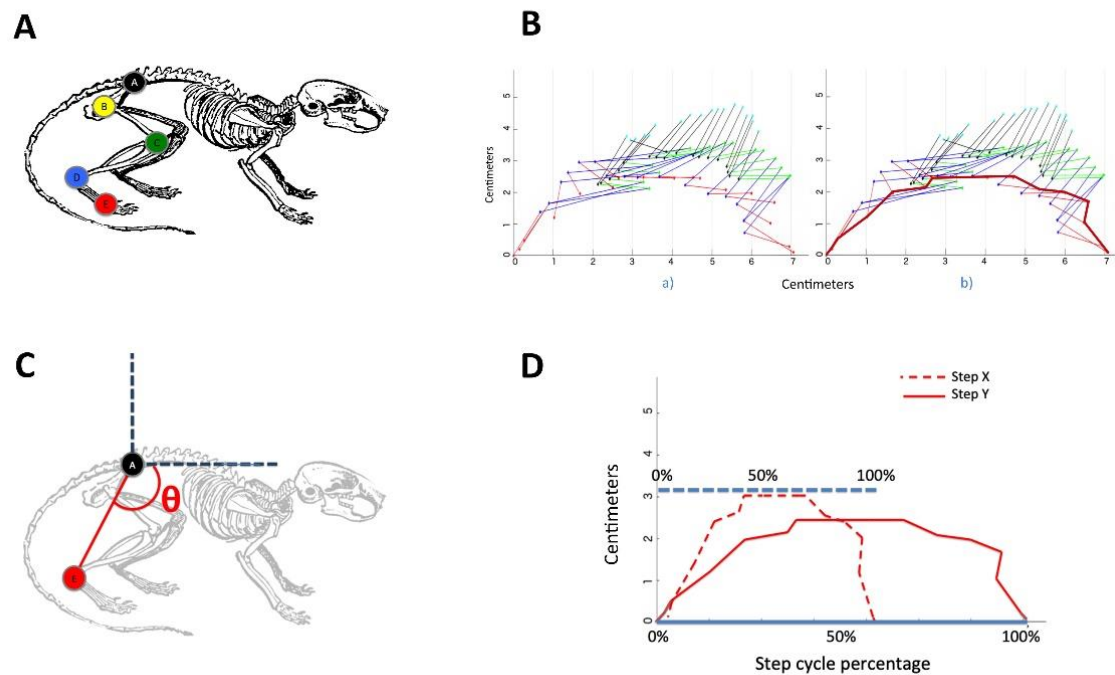 A
A
B
C
D
E
B
Centimeters
0 1 2 3 4 5
0 1 2 3 4 5 6 7
a)
0 1 2 3 4 5
0 1 2 3 4 5 6 7
b)
Centimeters
C
A
θ
E
D
Step X
Step Y
Centimeters
0 1 2 3 4 5
0% 50% 100%
0% 50% 100%
Step cycle percentage